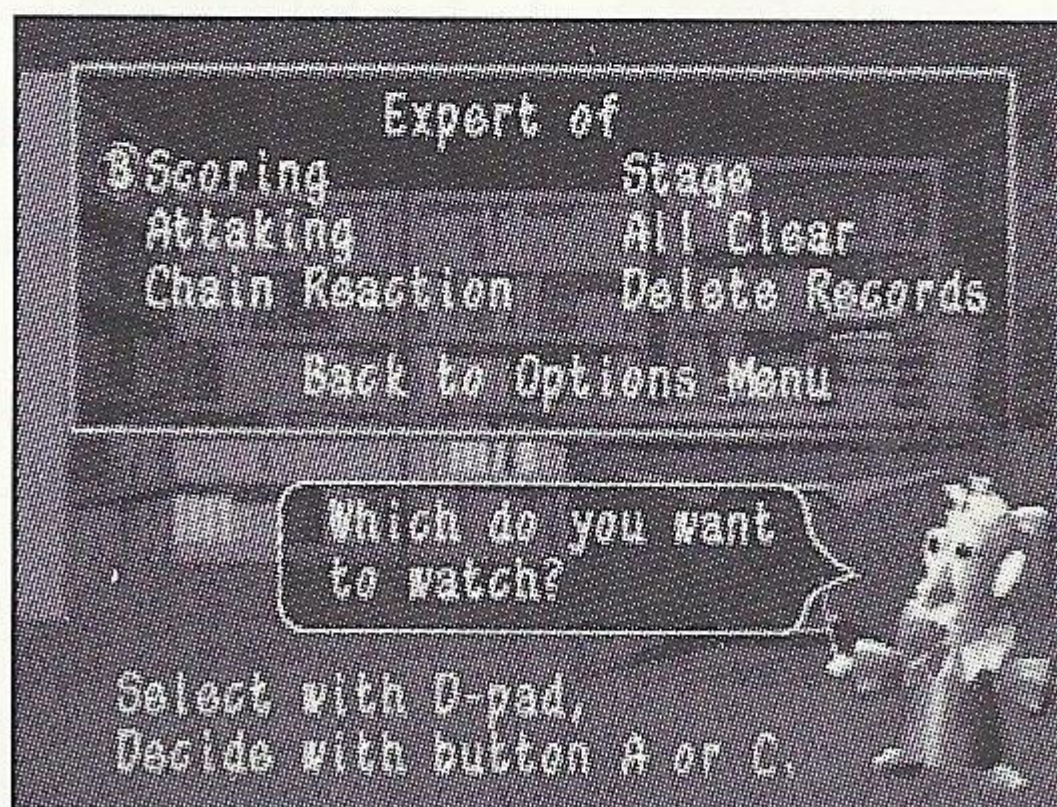 Expert of
Scoring Stage
Attaking All Clear
Chain Reaction Delete Records
Back to Options Menu
Which do you want
to watch?
Select with D-pad,
Decide with button A or C.